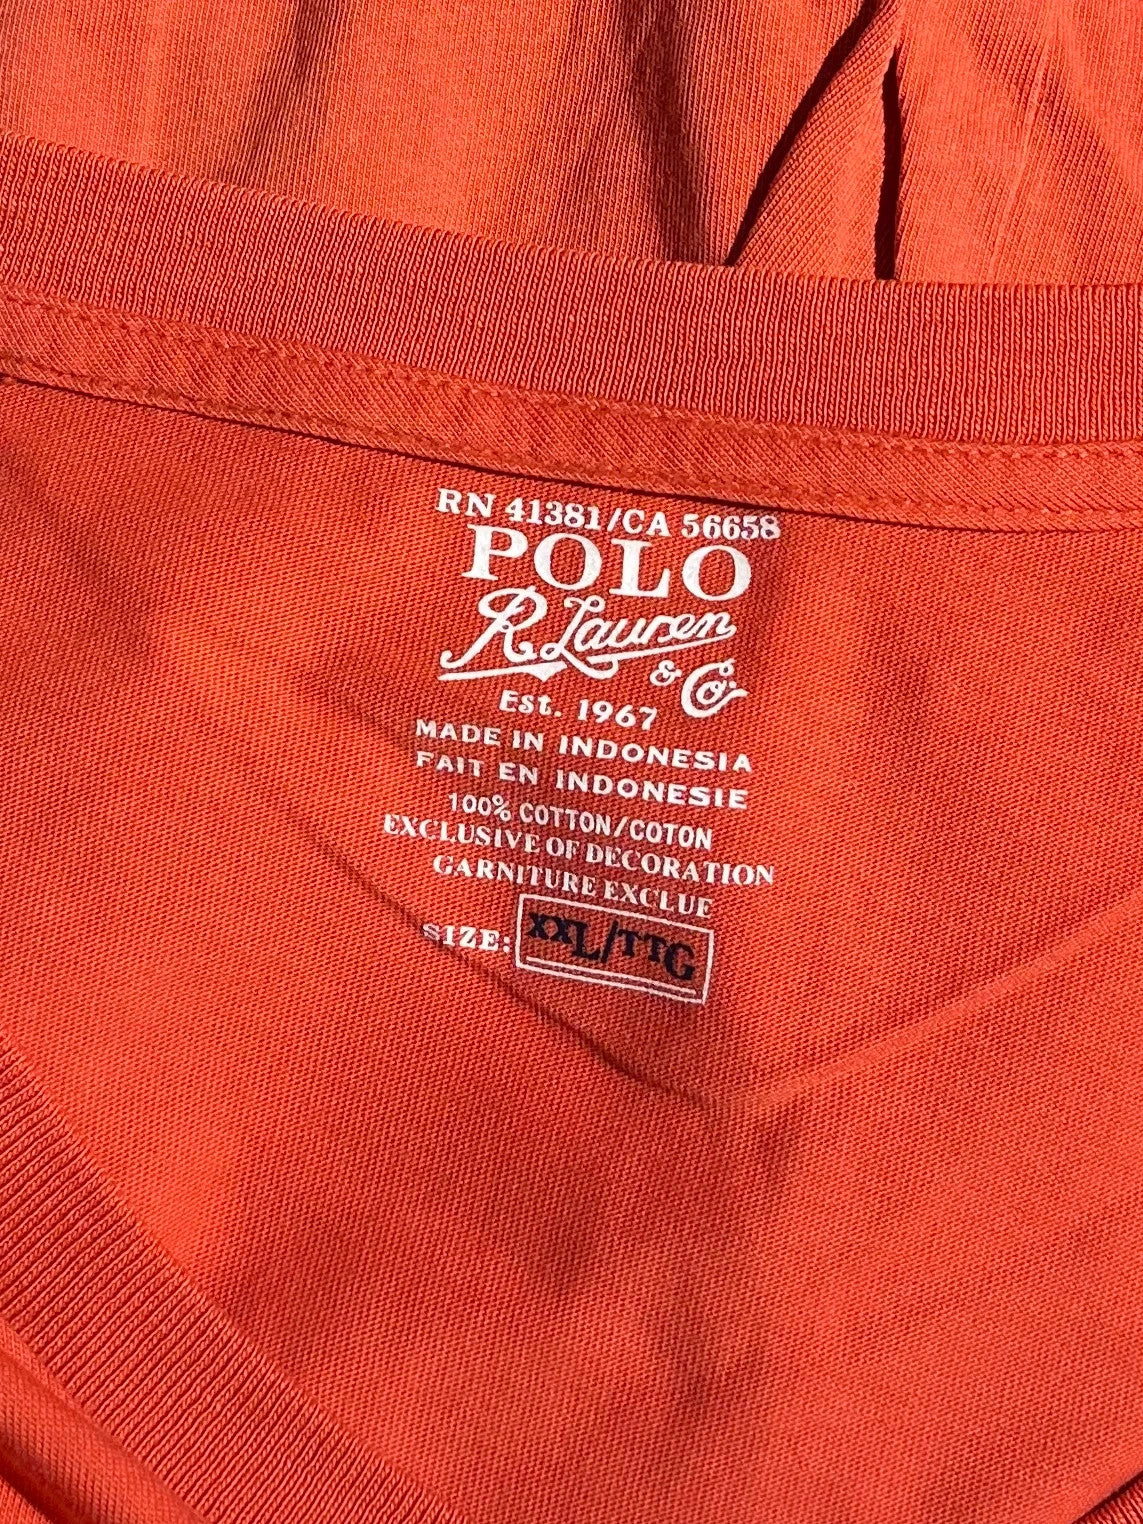 RN 41381/CA 56658
POLO
R Lauren
& Co.
Est. 1967
MADE IN INDONESIA
FAIT EN INDONESIE
100% COTTON/COTON
EXCLUSIVE OF DECORATION
GARNITURE EXCLUE
SIZE: XXL/TTG